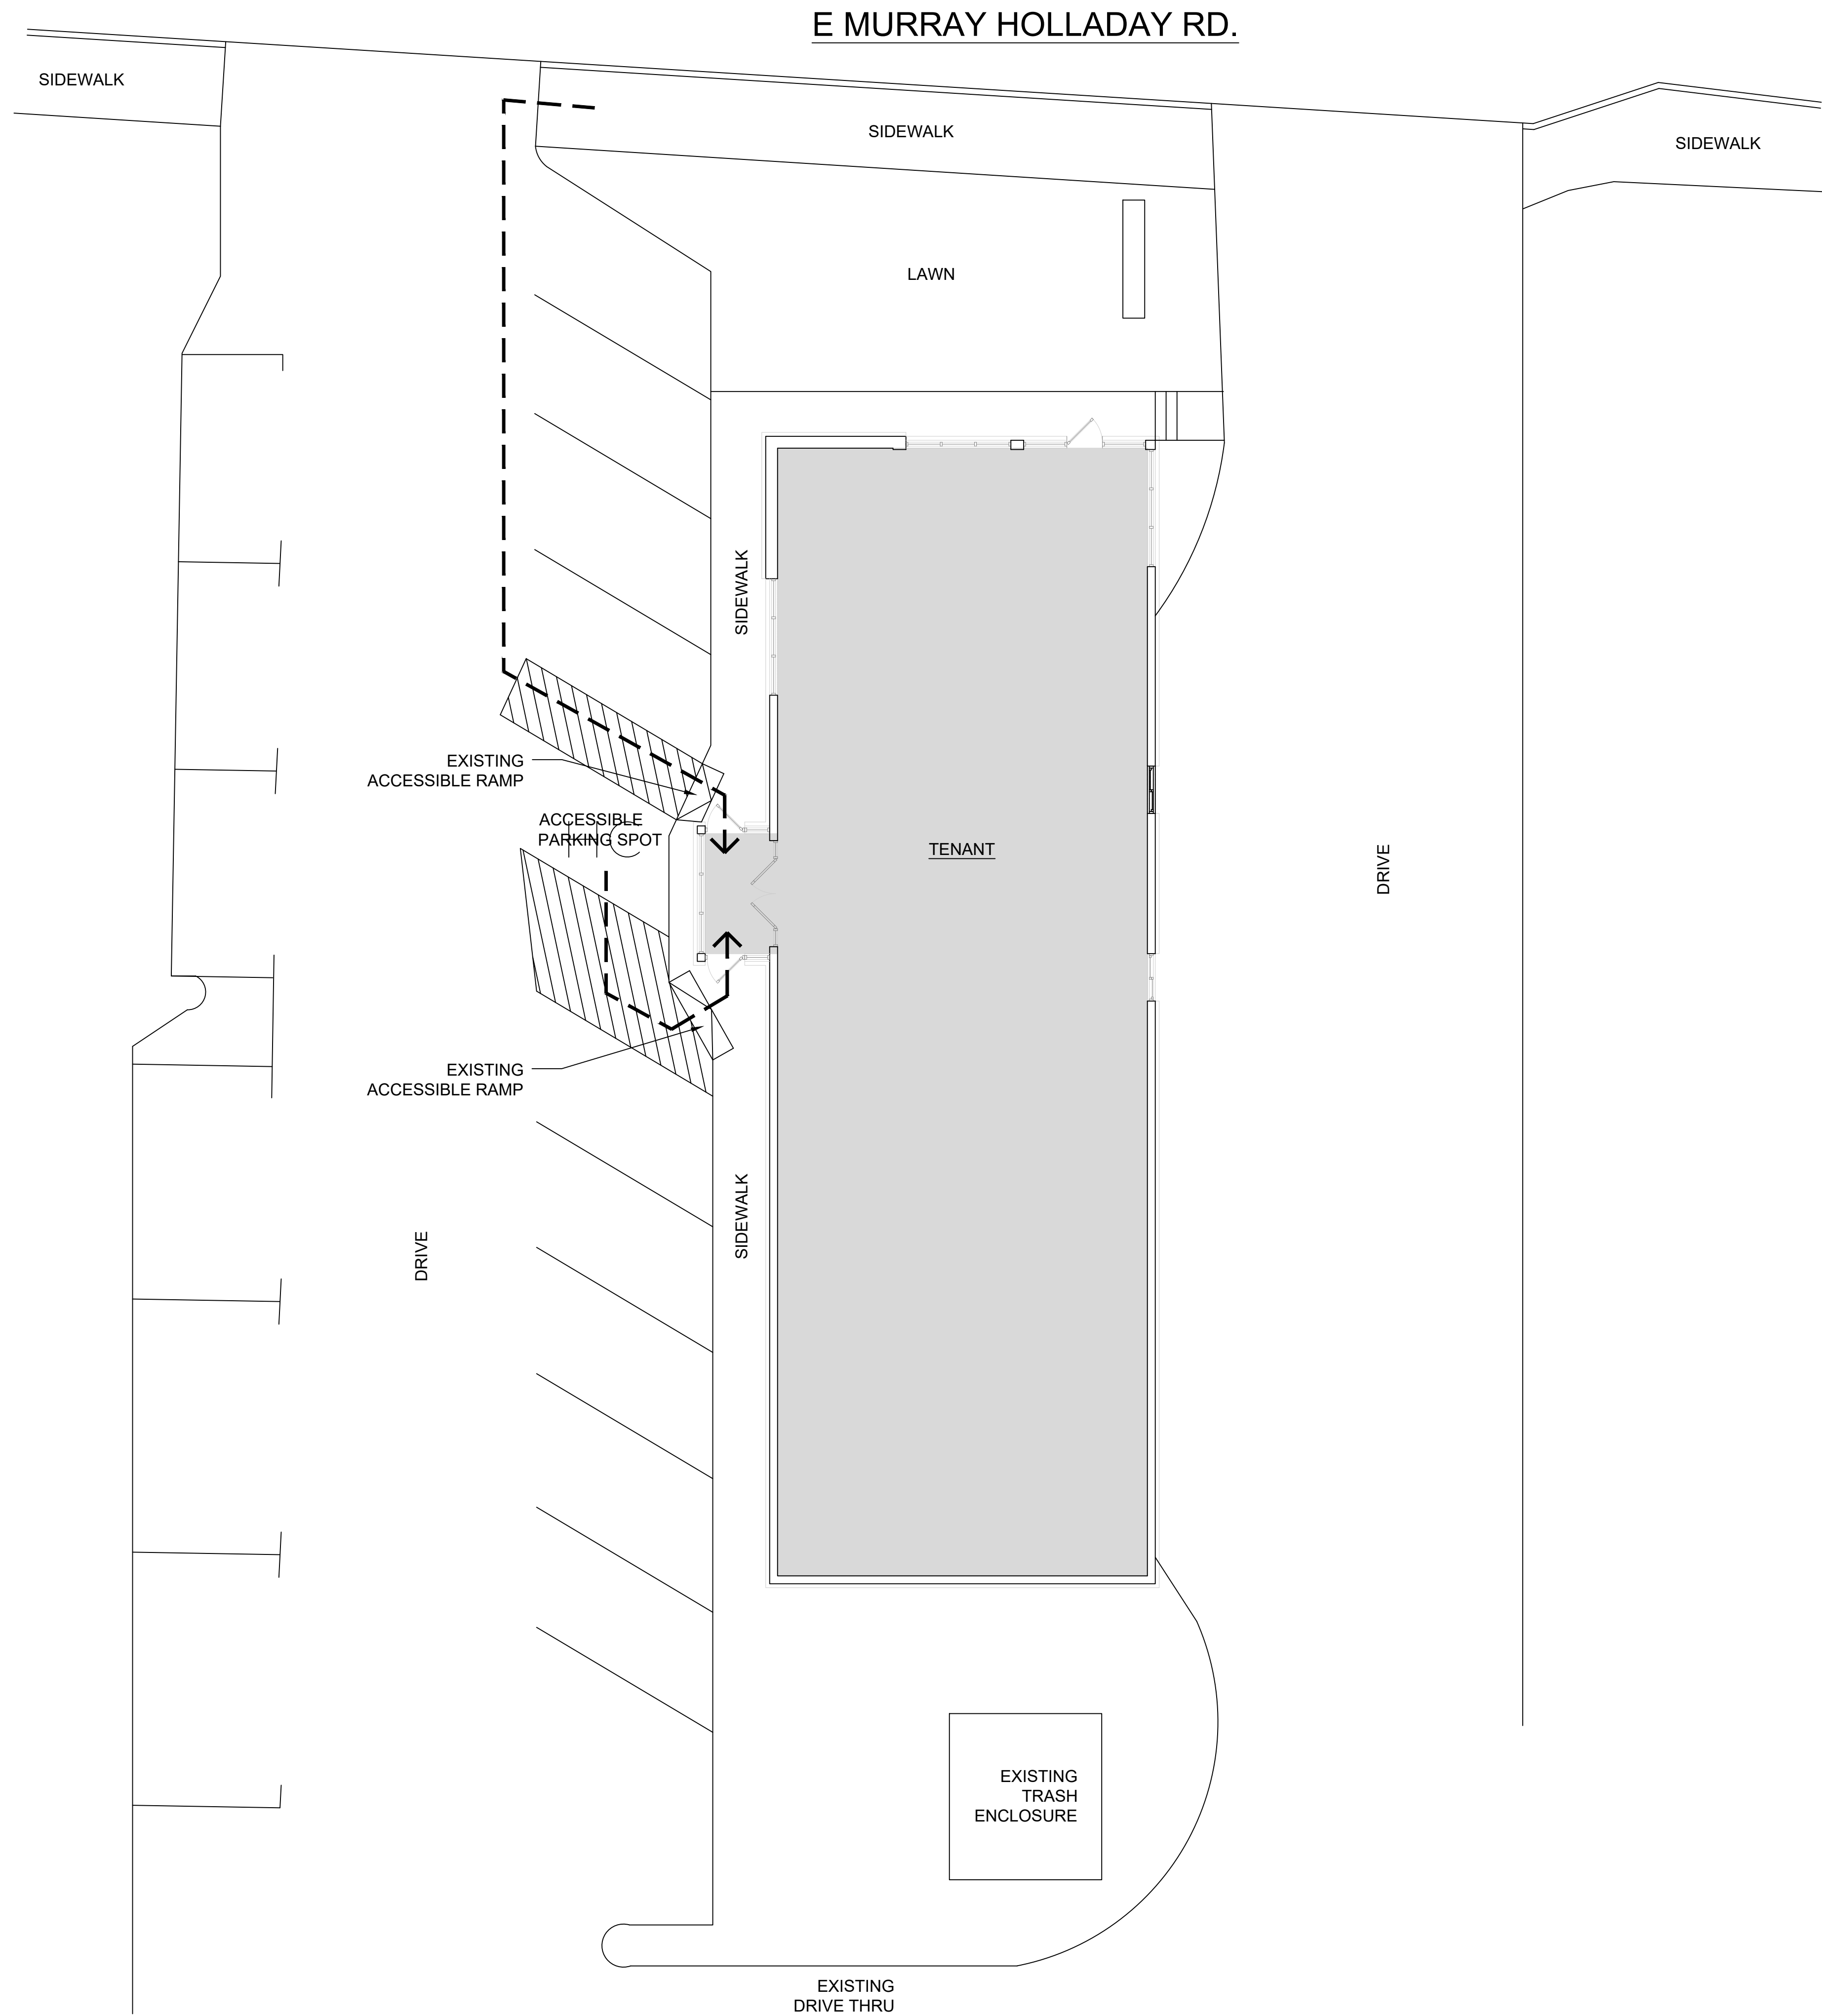 E MURRAY HOLLADAY RD.
SIDEWALK
SIDEWALK
SIDEWALK
LAWN
SIDEWALK
EXISTING
ACCESSIBLE RAMP
ACCESSIBLE
PARKING SPOT
TENANT
DRIVE
EXISTING
ACCESSIBLE RAMP
SIDEWALK
DRIVE
EXISTING
TRASH
ENCLOSURE
EXISTING
DRIVE THRU